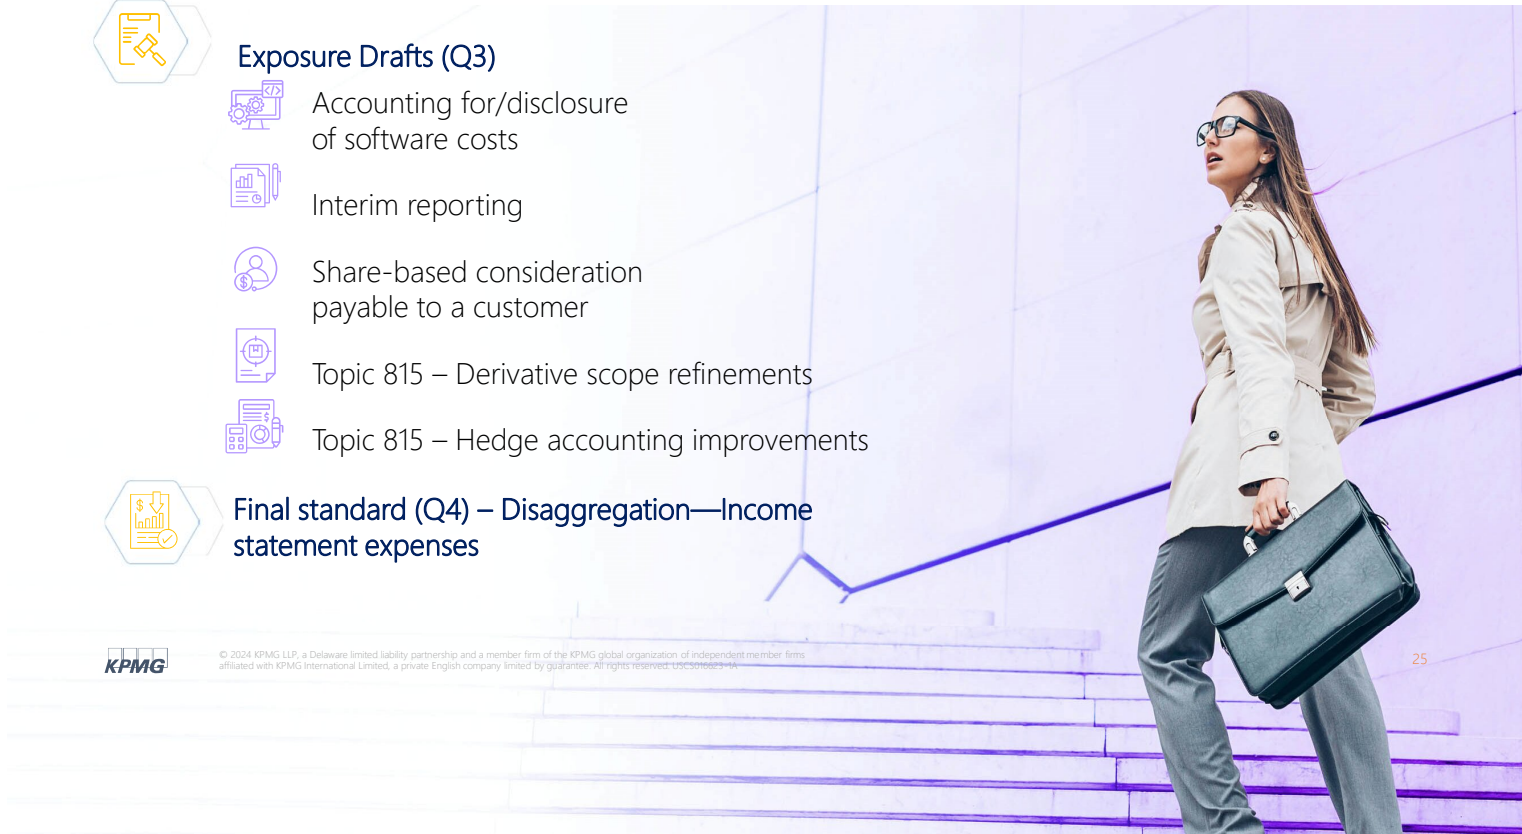 Exposure Drafts (Q3)
Accounting for/disclosure
of software costs
Interim reporting
Share-based consideration
payable to a customer
Topic 815 – Derivative scope refinements
Topic 815 – Hedge accounting improvements
Final standard (Q4) – Disaggregation—Income
statement expenses
KPMG
© 2024 KPMG LLP, a Delaware limited liability partnership and a member firm of the KPMG global organization of independent member firms
affiliated with KPMG International Limited, a private English company limited by guarantee. All rights reserved. USCS016623-1A
25